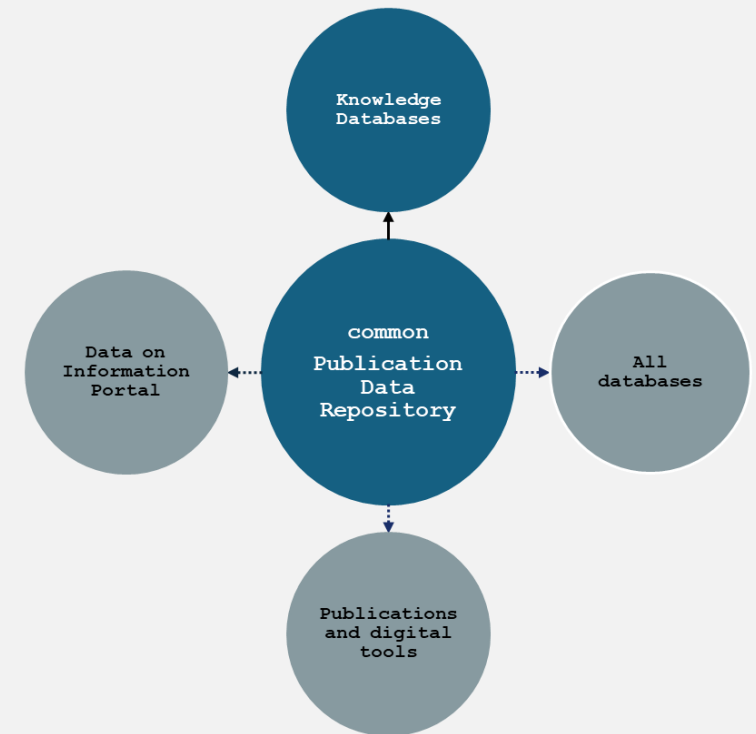 Knowledge
Databases
Data on
Information
Portal
common
Publication
Data
Repository
All
databases
Publications
and digital
tools